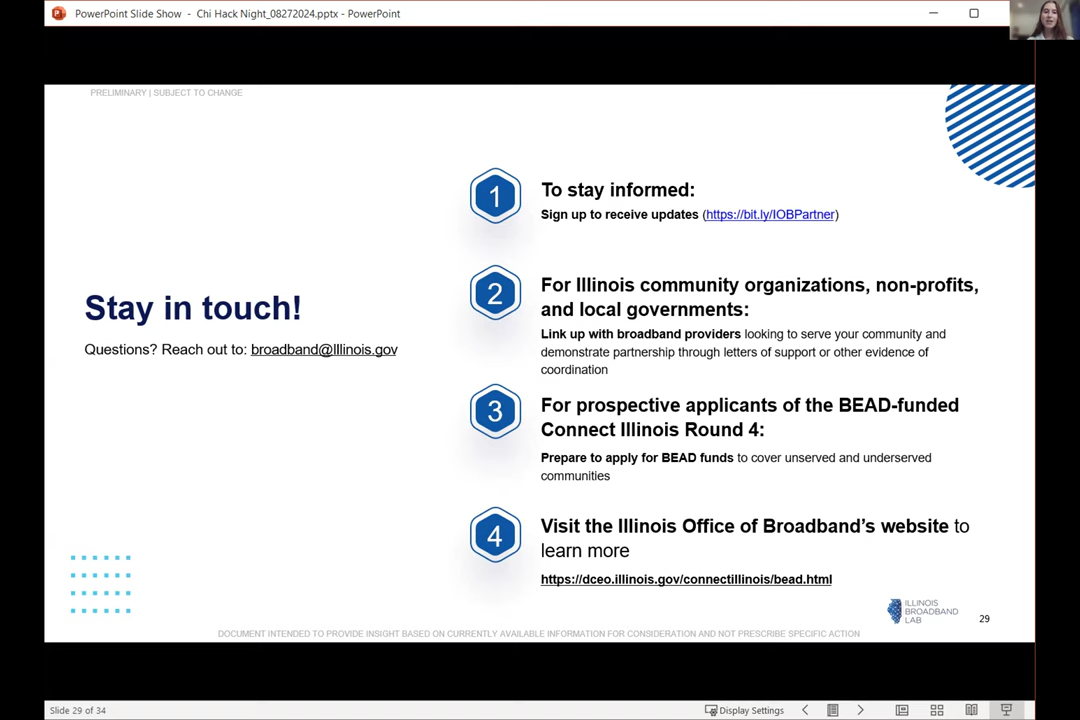 PowerPoint Slide Show - Chi Hack Night_08272024.pptx - PowerPoint
PRELIMINARY | SUBJECT TO CHANGE
Stay in touch!
Questions? Reach out to: broadband@Illinois.gov
1
To stay informed:
Sign up to receive updates (https://bit.ly/IOBPartner)
2
For Illinois community organizations, non-profits,
and local governments:
Link up with broadband providers looking to serve your community and
demonstrate partnership through letters of support or other evidence of
coordination
3
For prospective applicants of the BEAD-funded
Connect Illinois Round 4:
Prepare to apply for BEAD funds to cover unserved and underserved
communities
4
Visit the Illinois Office of Broadband’s website to
learn more
https://dceo.illinois.gov/connectillinois/bead.html
ILLINOIS
BROADBAND
LAB
29
DOCUMENT INTENDED TO PROVIDE INSIGHT BASED ON CURRENTLY AVAILABLE INFORMATION FOR CONSIDERATION AND NOT PRESCRIBE SPECIFIC ACTION
Slide 29 of 34
Display Settings